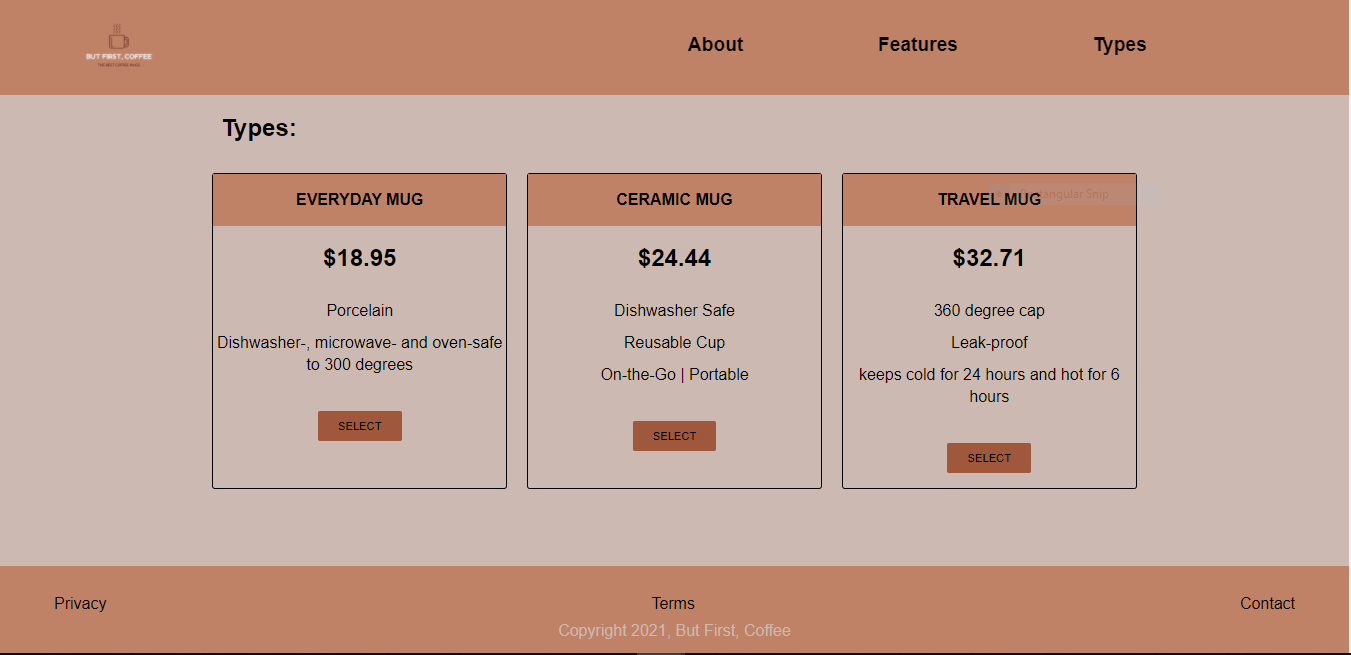 BUT FIRST, COFFEE
About
Features
Types
Types:
EVERYDAY MUG
$18.95
Porcelain
Dishwasher-, microwave- and oven-safe
to 300 degrees
SELECT
CERAMIC MUG
$24.44
Dishwasher Safe
Reusable Cup
On-the-Go | Portable
SELECT
TRAVEL MUG
Rectangular Snip
$32.71
360 degree cap
Leak-proof
keeps cold for 24 hours and hot for 6
hours
SELECT
Privacy
Terms
Contact
Copyright 2021, But First, Coffee